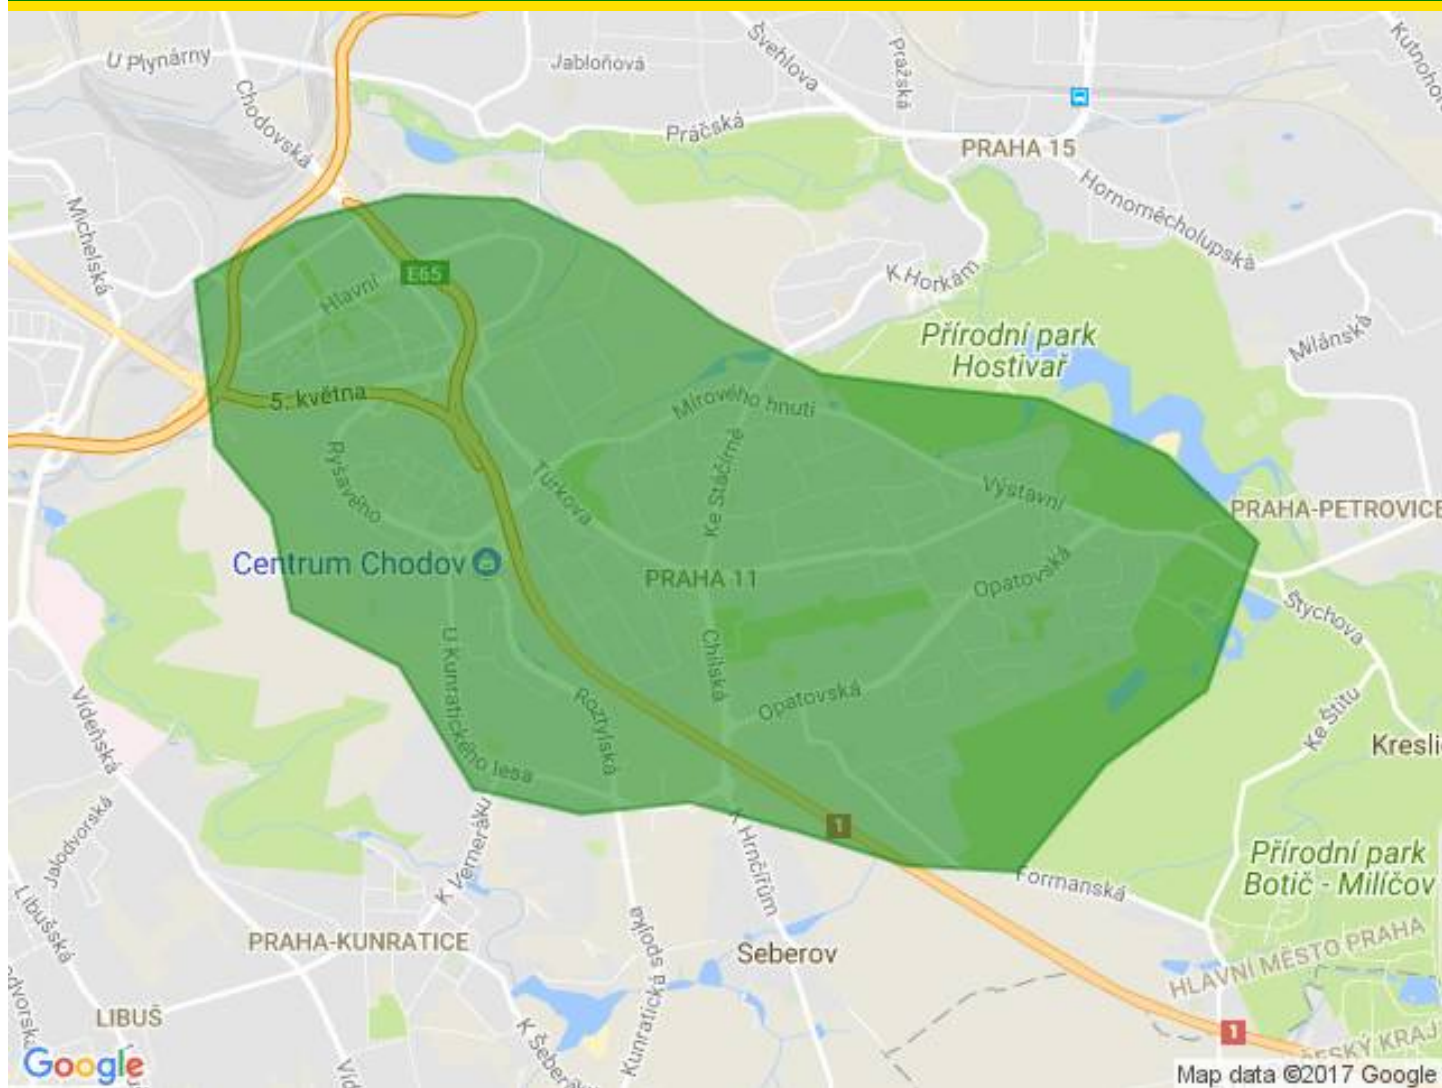 U Plynárny
Jabloňová
Švehlova
Pražská
Chodovská
Práčská
PRAHA 15
Hornoměcholupská
Michelská
K Horkám
E65
Hlavní
Přírodní park
Hostivař
Milánská
5. května
Mírového hnutí
Ryšavého
Türkova
Ke Stáčírně
Výstavní
PRAHA-PETROVICE
Centrum Chodov
PRAHA 11
Opatovská
Štychova
U Kunratického lesa
Chilská
Roztylská
Opatovská
Vídeňská
Ke Štítu
Kresli
Jalodvorská
K Verneráku
K Hrnčířům
1
Formanská
Přírodní park
Botič - Milíčov
Libušská
PRAHA-KUNRATICE
Kunratická spojka
Seberov
HLAVNÍ MĚSTO PRAHA
LIBUŠ
K Šeberáku
1
Google
Map data ©2017 Google